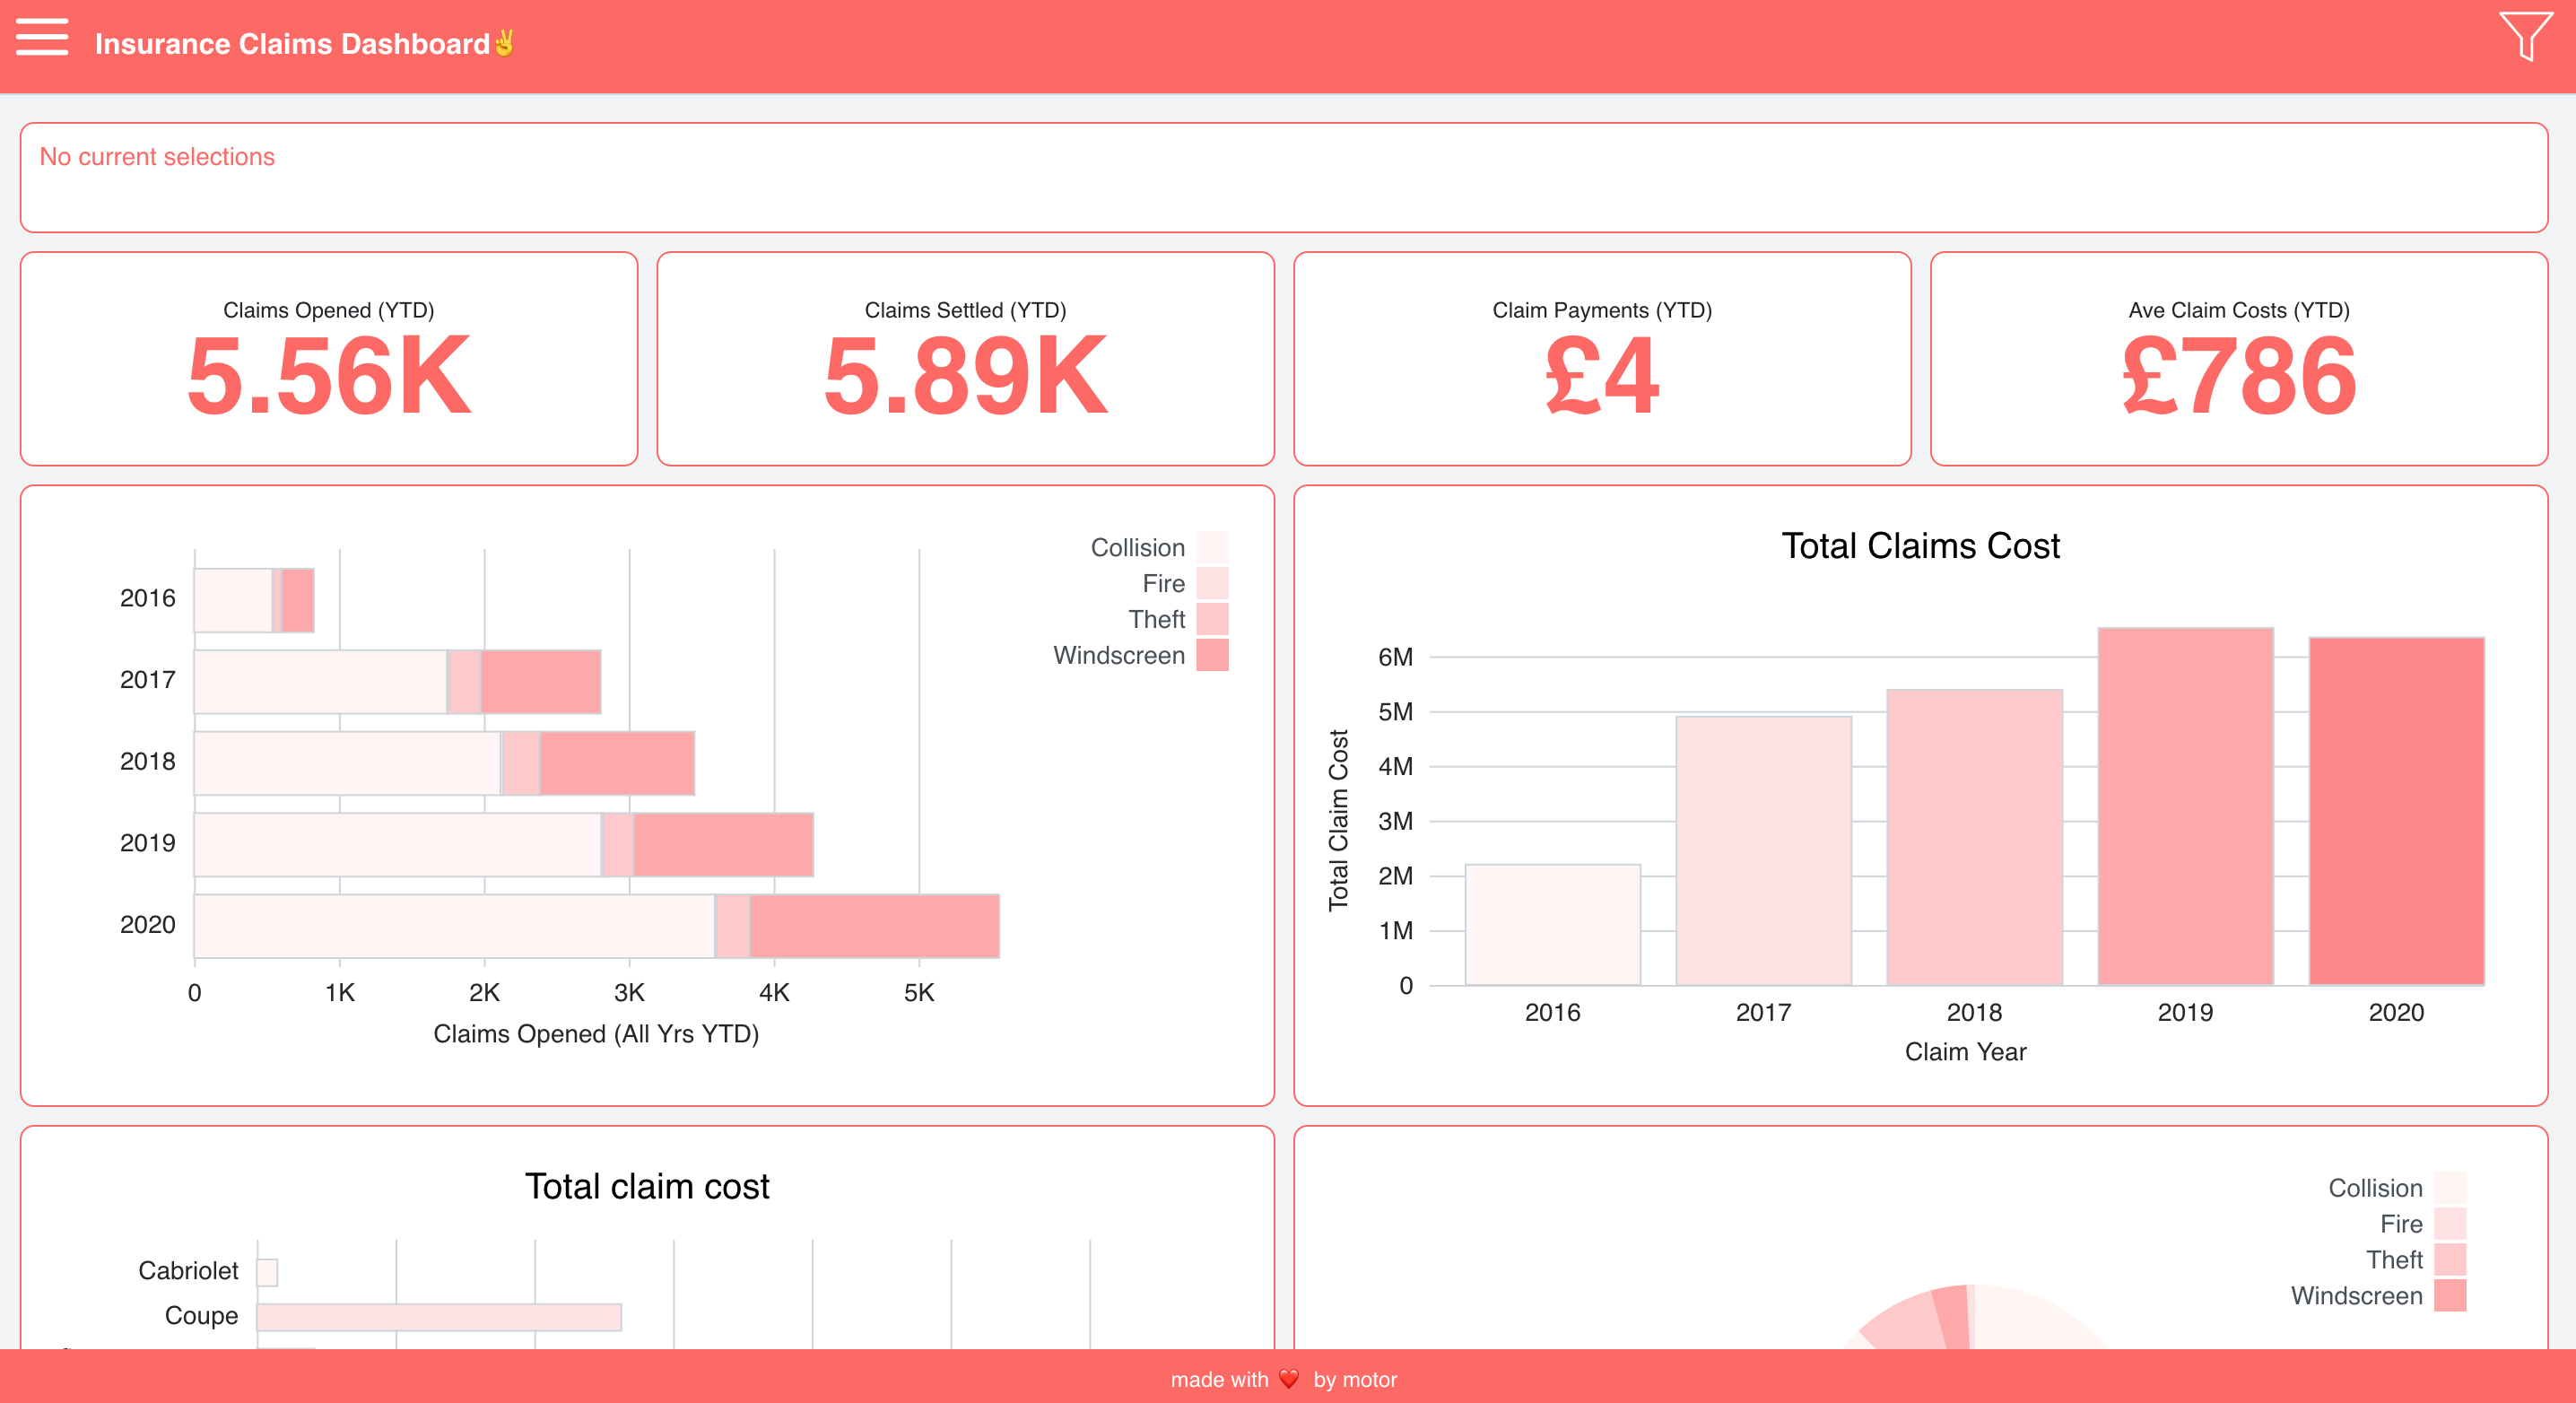 Insurance Claims Dashboard✌️
No current selections
Claims Opened (YTD)
5.56K
Claims Settled (YTD)
5.89K
Claim Payments (YTD)
£4
Ave Claim Costs (YTD)
£786
Collision
Fire
Theft
Windscreen
2016
2017
2018
2019
2020
0 1K 2K 3K 4K 5K
Claims Opened (All Yrs YTD)
Total Claims Cost
Total Claim Cost
6M
5M
4M
3M
2M
1M
0
2016 2017 2018 2019 2020
Claim Year
Total claim cost
Cabriolet
Coupe
Collision
Fire
Theft
Windscreen
made with ❤️ by motor